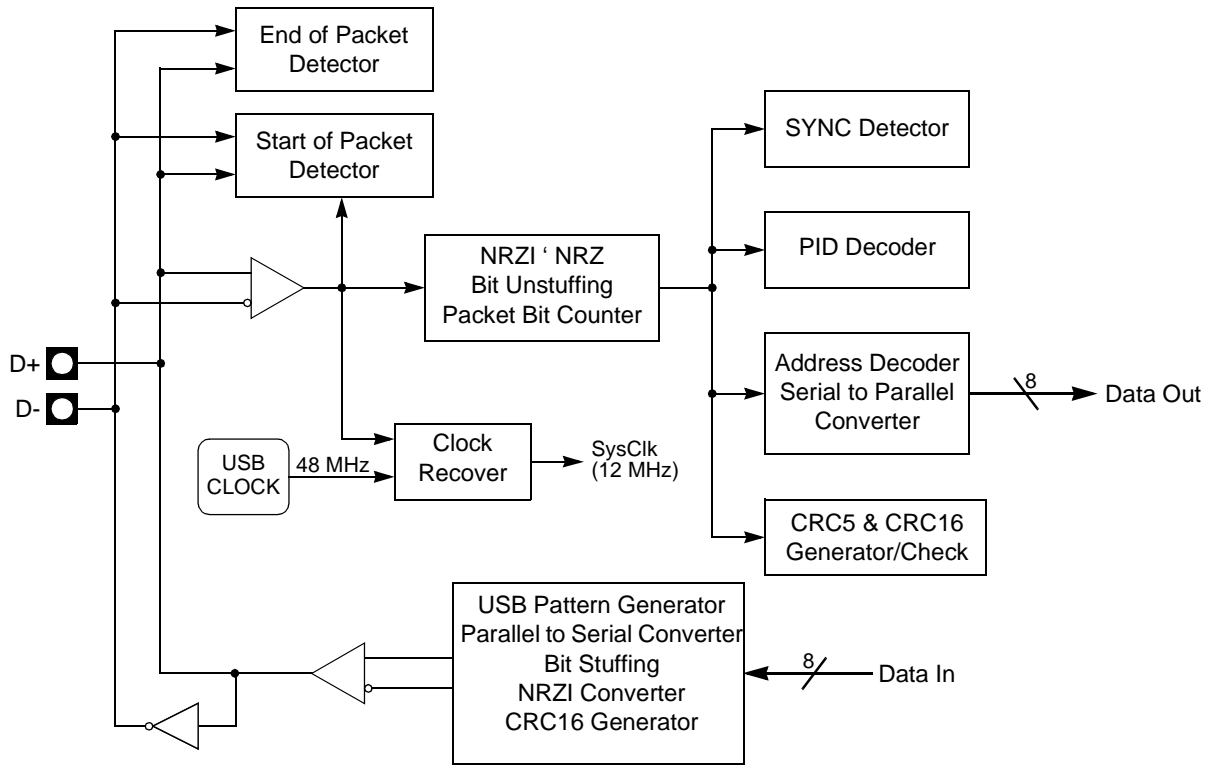 End of Packet
Detector
Start of Packet
Detector
SYNC Detector
PID Decoder
NRZI ‘ NRZ
Bit Unstuffing
Packet Bit Counter
D+
D-
Address Decoder
Serial to Parallel
Converter
8
Data Out
USB
CLOCK
48 MHz
Clock
Recover
SysClk
(12 MHz)
CRC5 & CRC16
Generator/Check
USB Pattern Generator
Parallel to Serial Converter
Bit Stuffing
NRZI Converter
CRC16 Generator
8
Data In